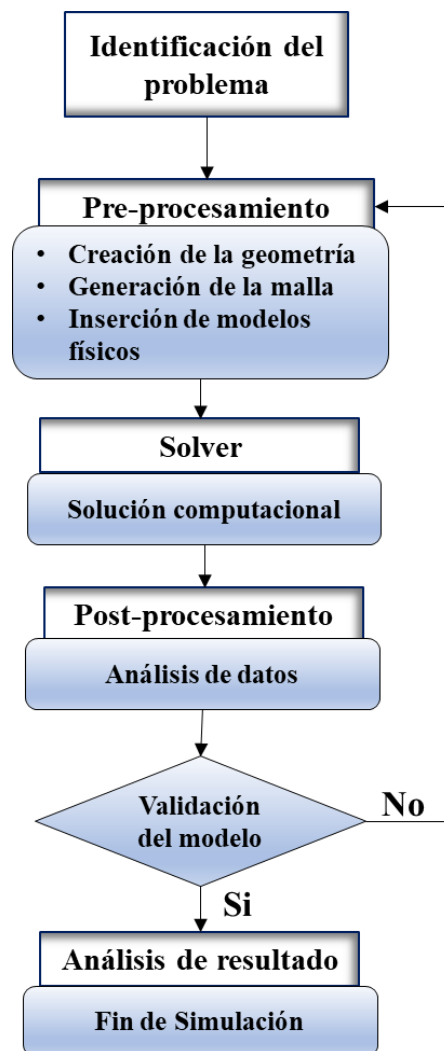 Identificación del
problema
Pre-procesamiento
• Creación de la geometría
• Generación de la malla
• Inserción de modelos
físicos
Solver
Solución computacional
Post-procesamiento
Análisis de datos
Validación
del modelo
No
Si
Análisis de resultado
Fin de Simulación